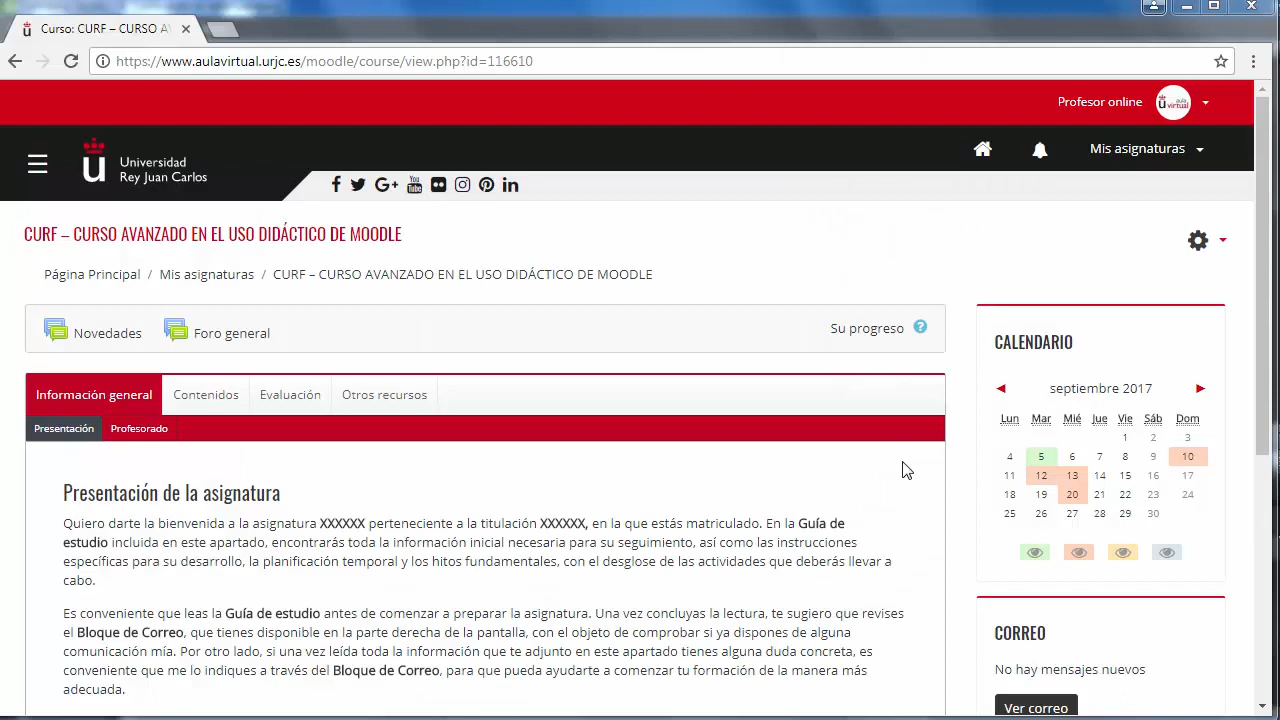 Curso: CURF – CURSO A
https://www.aulavirtual.urjc.es/moodle/course/view.php?id=116610
Profesor online
aula
virtual
Universidad
Rey Juan Carlos
Mis asignaturas
CURF – CURSO AVANZADO EN EL USO DIDÁCTICO DE MOODLE
Página Principal / Mis asignaturas / CURF – CURSO AVANZADO EN EL USO DIDÁCTICO DE MOODLE
Novedades
Foro general
Su progreso
Información general
Contenidos
Evaluación
Otros recursos
Presentación
Profesorado
Presentación de la asignatura
Quiero darte la bienvenida a la asignatura XXXXXX perteneciente a la titulación XXXXXX, en la que estás matriculado. En la Guía de
estudio incluida en este apartado, encontrarás toda la información inicial necesaria para su seguimiento, así como las instrucciones
específicas para su desarrollo, la planificación temporal y los hitos fundamentales, con el desglose de las actividades que deberás llevar a
cabo.
Es conveniente que leas la Guía de estudio antes de comenzar a preparar la asignatura. Una vez concluyas la lectura, te sugiero que revises
el Bloque de Correo, que tienes disponible en la parte derecha de la pantalla, con el objeto de comprobar si ya dispones de alguna
comunicación mía. Por otro lado, si una vez leída toda la información que te adjunto en este apartado tienes alguna duda concreta, es
conveniente que me lo indiques a través del Bloque de Correo, para que pueda ayudarte a comenzar tu formación de la manera más
adecuada.
CALENDARIO
septiembre 2017
Lun Mar Mié Jue Vie Sáb Dom
1 2 3
4 5 6 7 8 9 10
11 12 13 14 15 16 17
18 19 20 21 22 23 24
25 26 27 28 29 30
CORREO
No hay mensajes nuevos
Ver correo